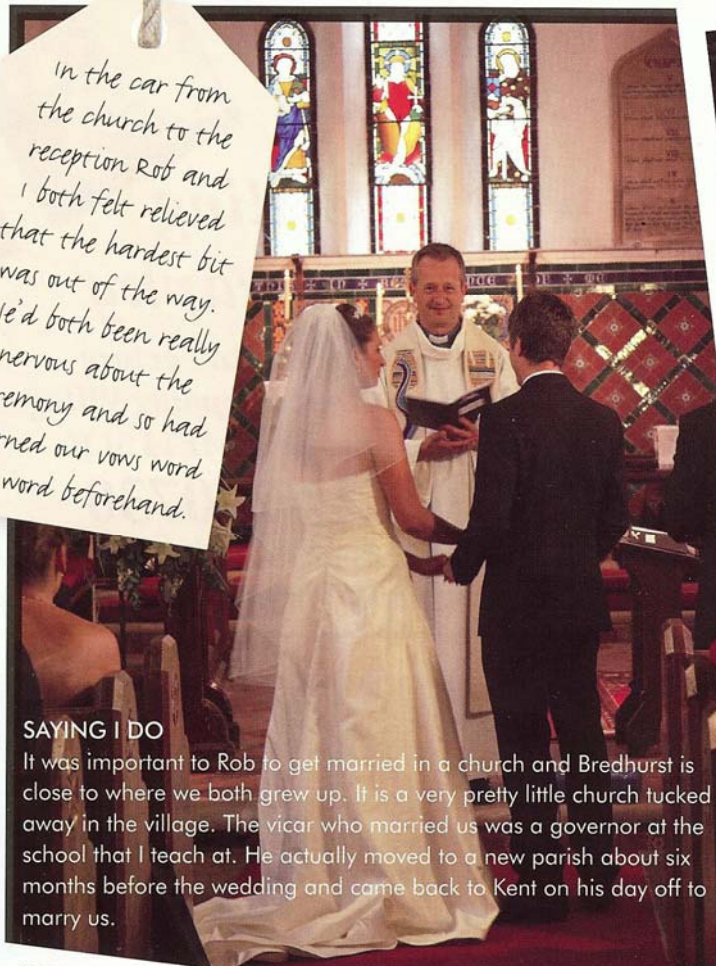 In the car from
the church to the
reception Rob and
I both felt relieved
that the hardest bit
was out of the way.
e'd both been really
nervous about the
remony and so had
rned our vows word
word beforehand.
SAYING I DO
It was important to Rob to get married in a church and Bredhurst is
close to where we both grew up. It is a very pretty little church tucked
away in the village. The vicar who married us was a governor at the
school that I teach at. He actually moved to a new parish about six
months before the wedding and came back to Kent on his day off to
marry us.